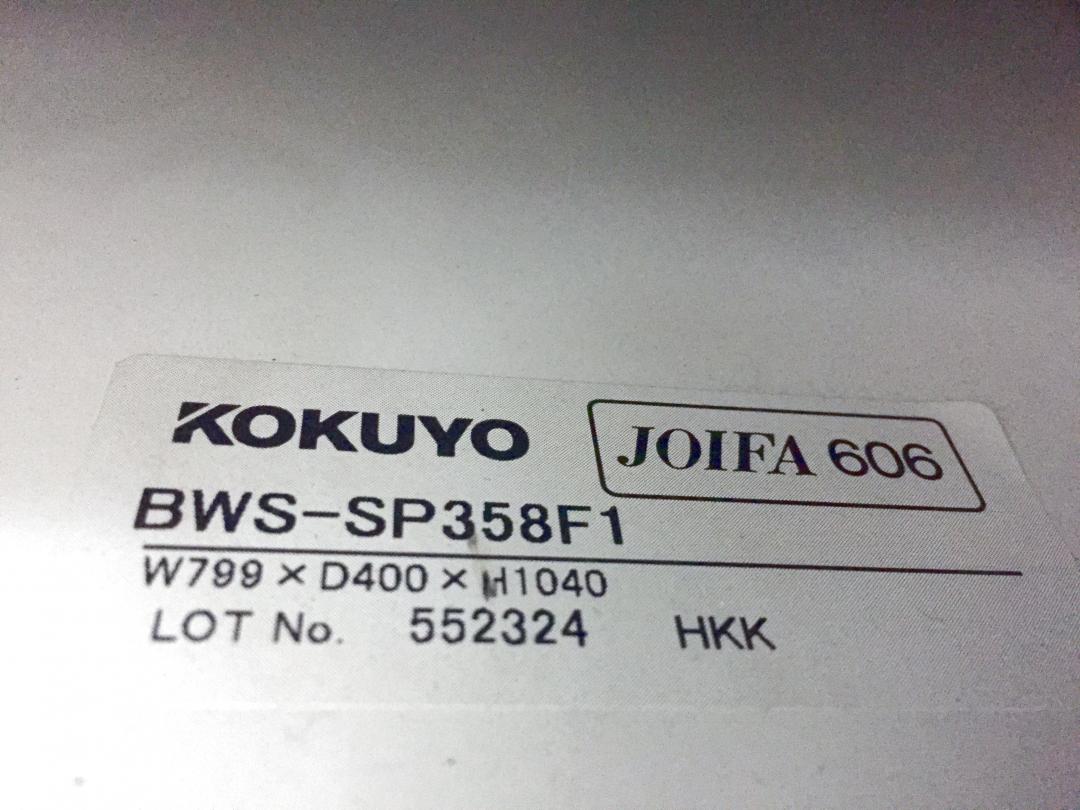 KOKUYO JOIFA 606
BWS-SP358F1
W799×D400×H1040
LOT No. 552324 HKK